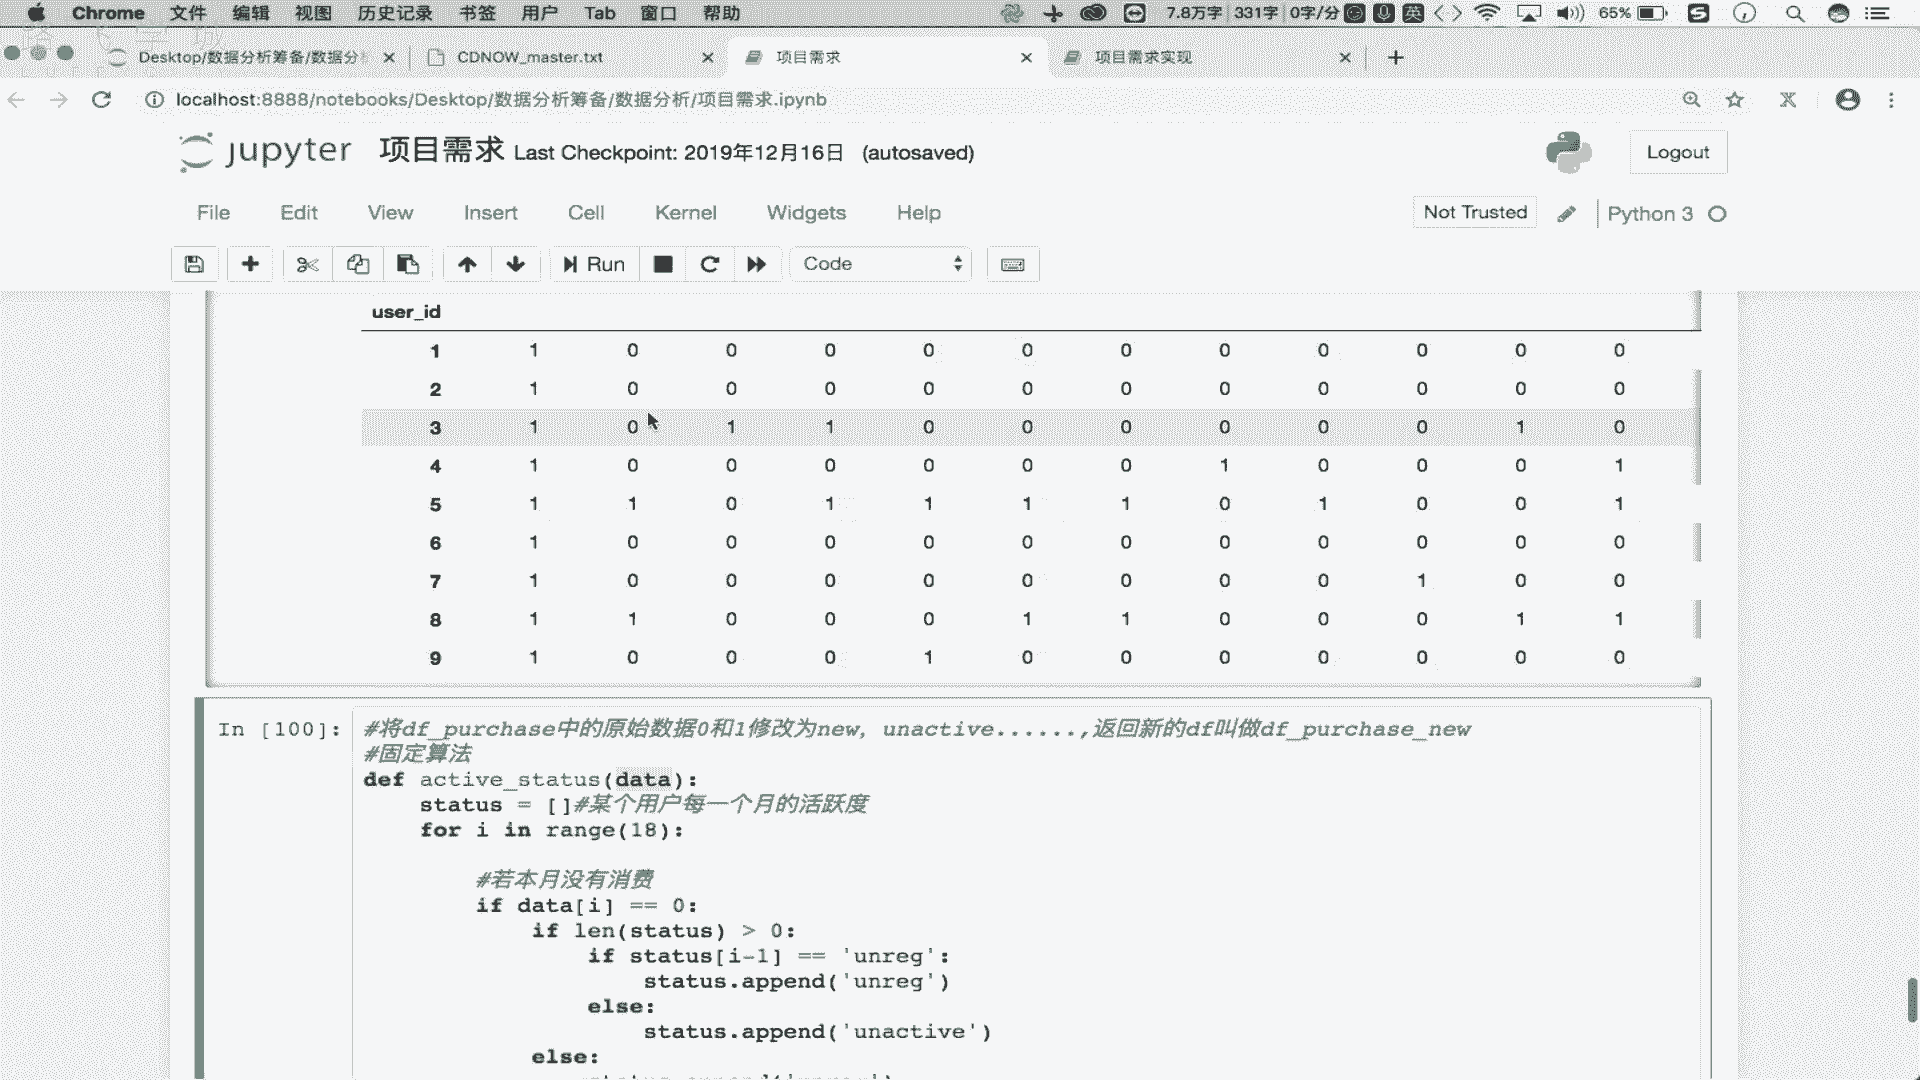 Chrome 文件 编辑 视图 历史记录 书签 用户 Tab 窗口 帮助 7.8万字 331字 0字/分 英 65%
Desktop/数据分析筹备/数据分 CDNOW_master.txt 项目需求 项目需求实现
localhost:8888/notebooks/Desktop/数据分析筹备/数据分析/项目需求.ipynb
jupyter 项目需求 Last Checkpoint: 2019年12月16日 (autosaved) Logout
File Edit View Insert Cell Kernel Widgets Help Not Trusted Python 3
Run Code
user_id
1 1 0 0 0 0 0 0 0 0 0 0 0
2 1 0 0 0 0 0 0 0 0 0 0 0
3 1 0 1 1 0 0 0 0 0 0 1 0
4 1 0 0 0 0 0 0 1 0 0 0 1
5 1 1 0 1 1 1 1 0 1 0 0 1
6 1 0 0 0 0 0 0 0 0 0 0 0
7 1 0 0 0 0 0 0 0 0 1 0 0
8 1 1 0 0 0 1 1 0 0 0 1 1
9 1 0 0 0 1 0 0 0 0 0 0 0
In [100]: #将df_purchase中的原始数据0和1修改为new, unactive......,返回新的df叫做df_purchase_new
#固定算法
def active_status(data):
status = []#某个用户每一个月的活跃度
for i in range(18):
#若本月没有消费
if data[i] == 0:
if len(status) > 0:
if status[i-1] == 'unreg':
status.append('unreg')
else:
status.append('unactive')
else: